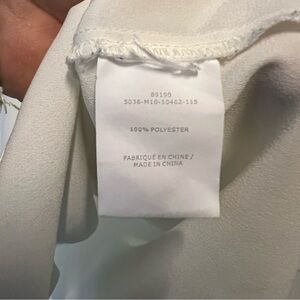 89190
5036-M10-10462-115
100% POLYESTER
FABRIQUÉ EN CHINE/
MADE IN CHINA